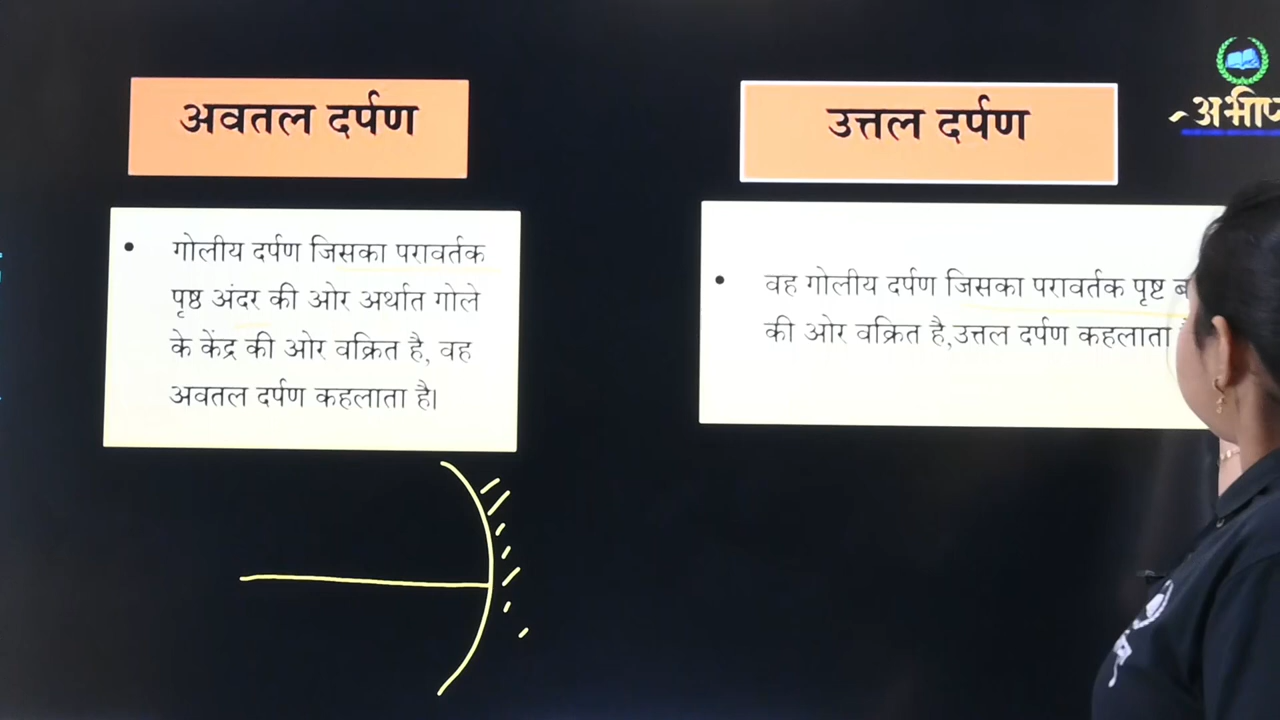 अवतल दर्पण
गोलीय दर्पण जिसका परावर्तक
पृष्ठ अंदर की ओर अर्थात गोले
के केंद्र की ओर वक्रित है, वह
अवतल दर्पण कहलाता है।
उत्तल दर्पण
वह गोलीय दर्पण जिसका परावर्तक पृष्ट
की ओर वक्रित है,उत्तल दर्पण कहलाता